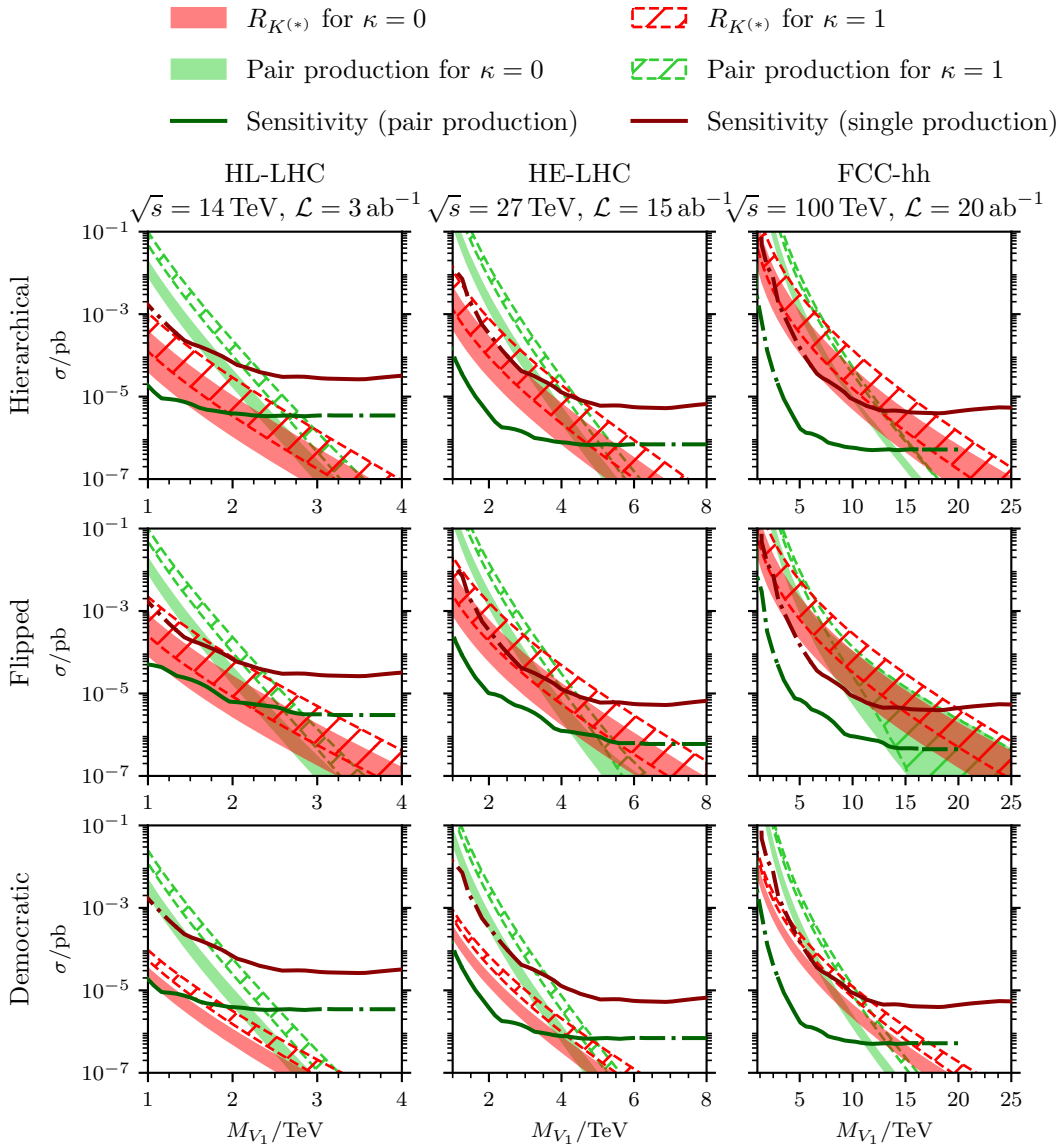 R_{K^{(*)}} for κ = 0
R_{K^{(*)}} for κ = 1
Pair production for κ = 0
Pair production for κ = 1
Sensitivity (pair production)
Sensitivity (single production)
HL-LHC
√s = 14 TeV, ℒ = 3 ab⁻¹
HE-LHC
√s = 27 TeV, ℒ = 15 ab⁻¹
FCC-hh
√s = 100 TeV, ℒ = 20 ab⁻¹
Hierarchical
σ/pb
10⁻¹
10⁻³
10⁻⁵
10⁻⁷
1 2 3 4
2 4 6 8
5 10 15 20 25
Flipped
σ/pb
10⁻¹
10⁻³
10⁻⁵
10⁻⁷
1 2 3 4
2 4 6 8
5 10 15 20 25
Democratic
σ/pb
10⁻¹
10⁻³
10⁻⁵
10⁻⁷
1 2 3 4
2 4 6 8
5 10 15 20 25
M_{V_1}/TeV
M_{V_1}/TeV
M_{V_1}/TeV